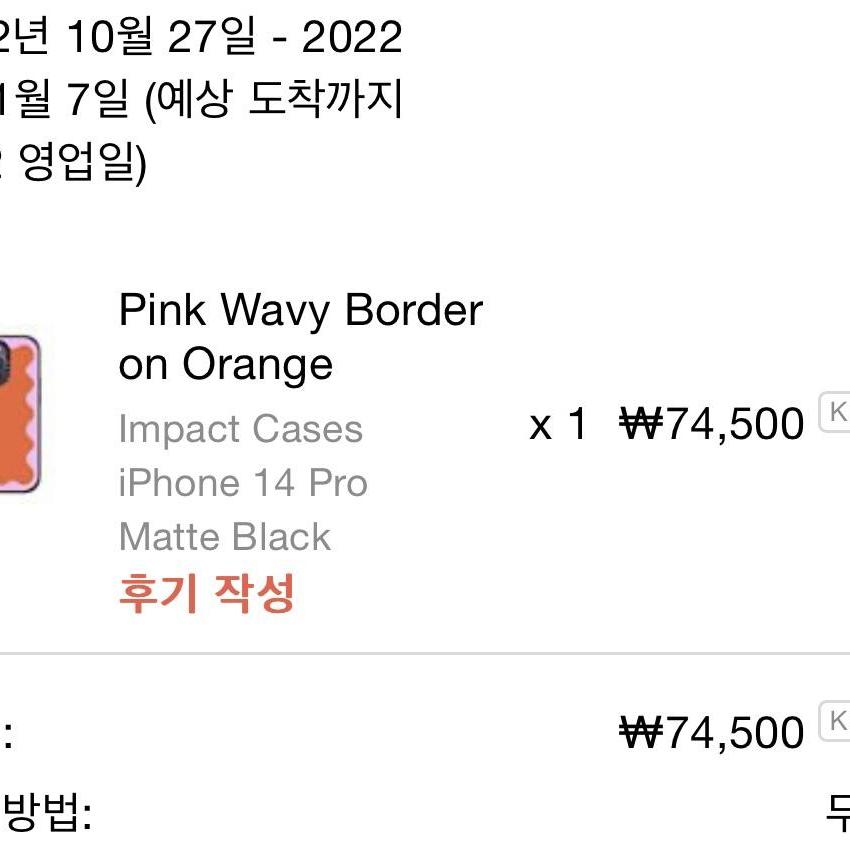 2년 10월 27일 - 2022
1월 7일 (예상 도착까지
영업일)
Pink Wavy Border
on Orange
Impact Cases
iPhone 14 Pro
Matte Black
x 1 ₩74,500 K
후기 작성
: ₩74,500 K
방법: